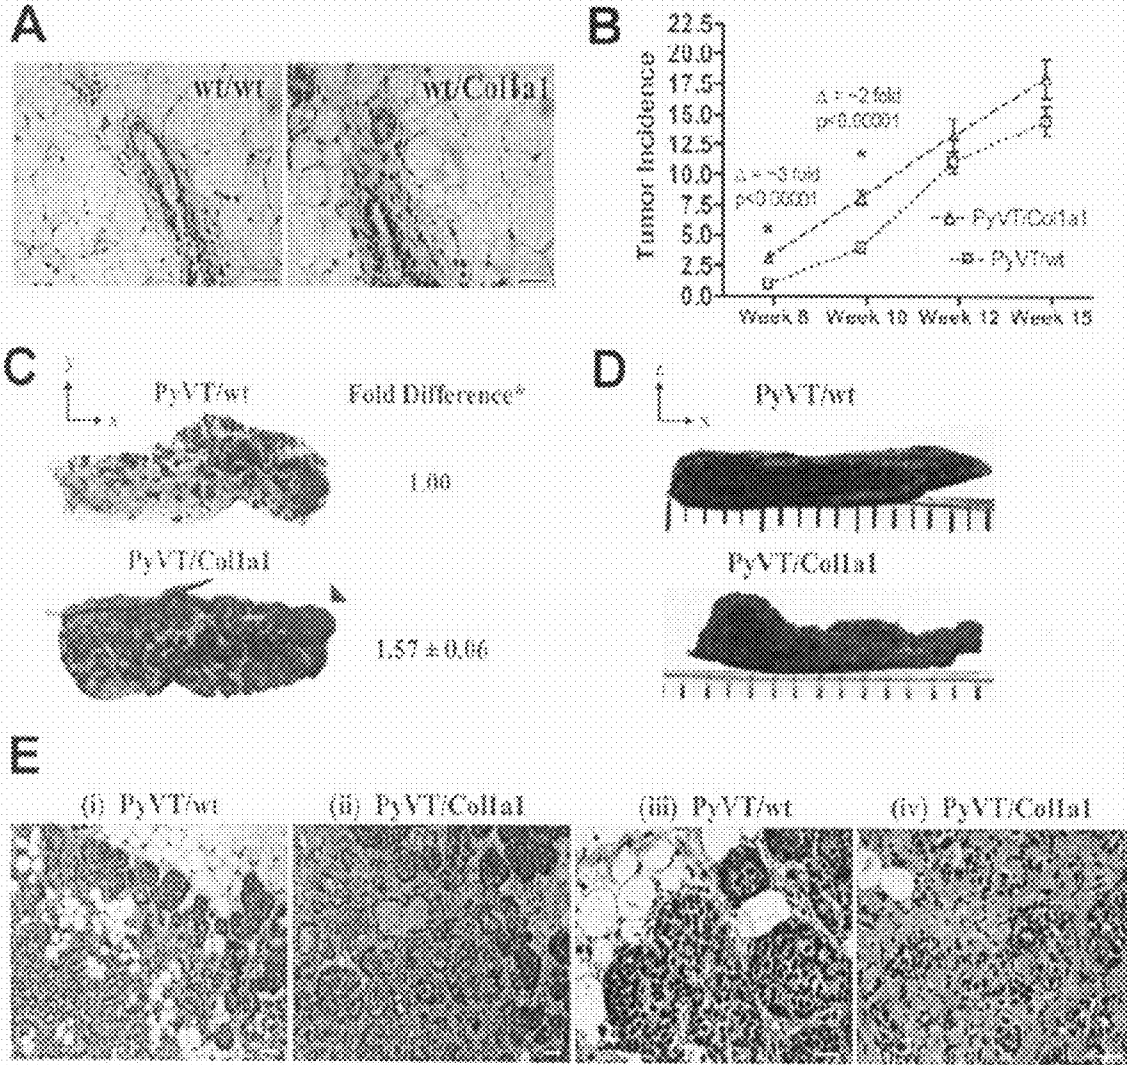 A
wt/wt
wt/Col1a1
B
22.5
20.0
17.5
15.0
12.5
10.0
7.5
5.0
2.5
0.0
Tumor Incidence
Δ = ~2 fold
p<0.00001
*
Δ = ~3 fold
p<0.00001
*
PyVT/Col1a1
PyVT/wt
Week 8 Week 10 Week 12 Week 15
C
y
x
PyVT/wt
Fold Difference*
1.00
PyVT/Col1a1
1.57 ± 0.06
D
z
x
PyVT/wt
PyVT/Col1a1
E
(i) PyVT/wt
(ii) PyVT/Col1a1
(iii) PyVT/wt
(iv) PyVT/Col1a1